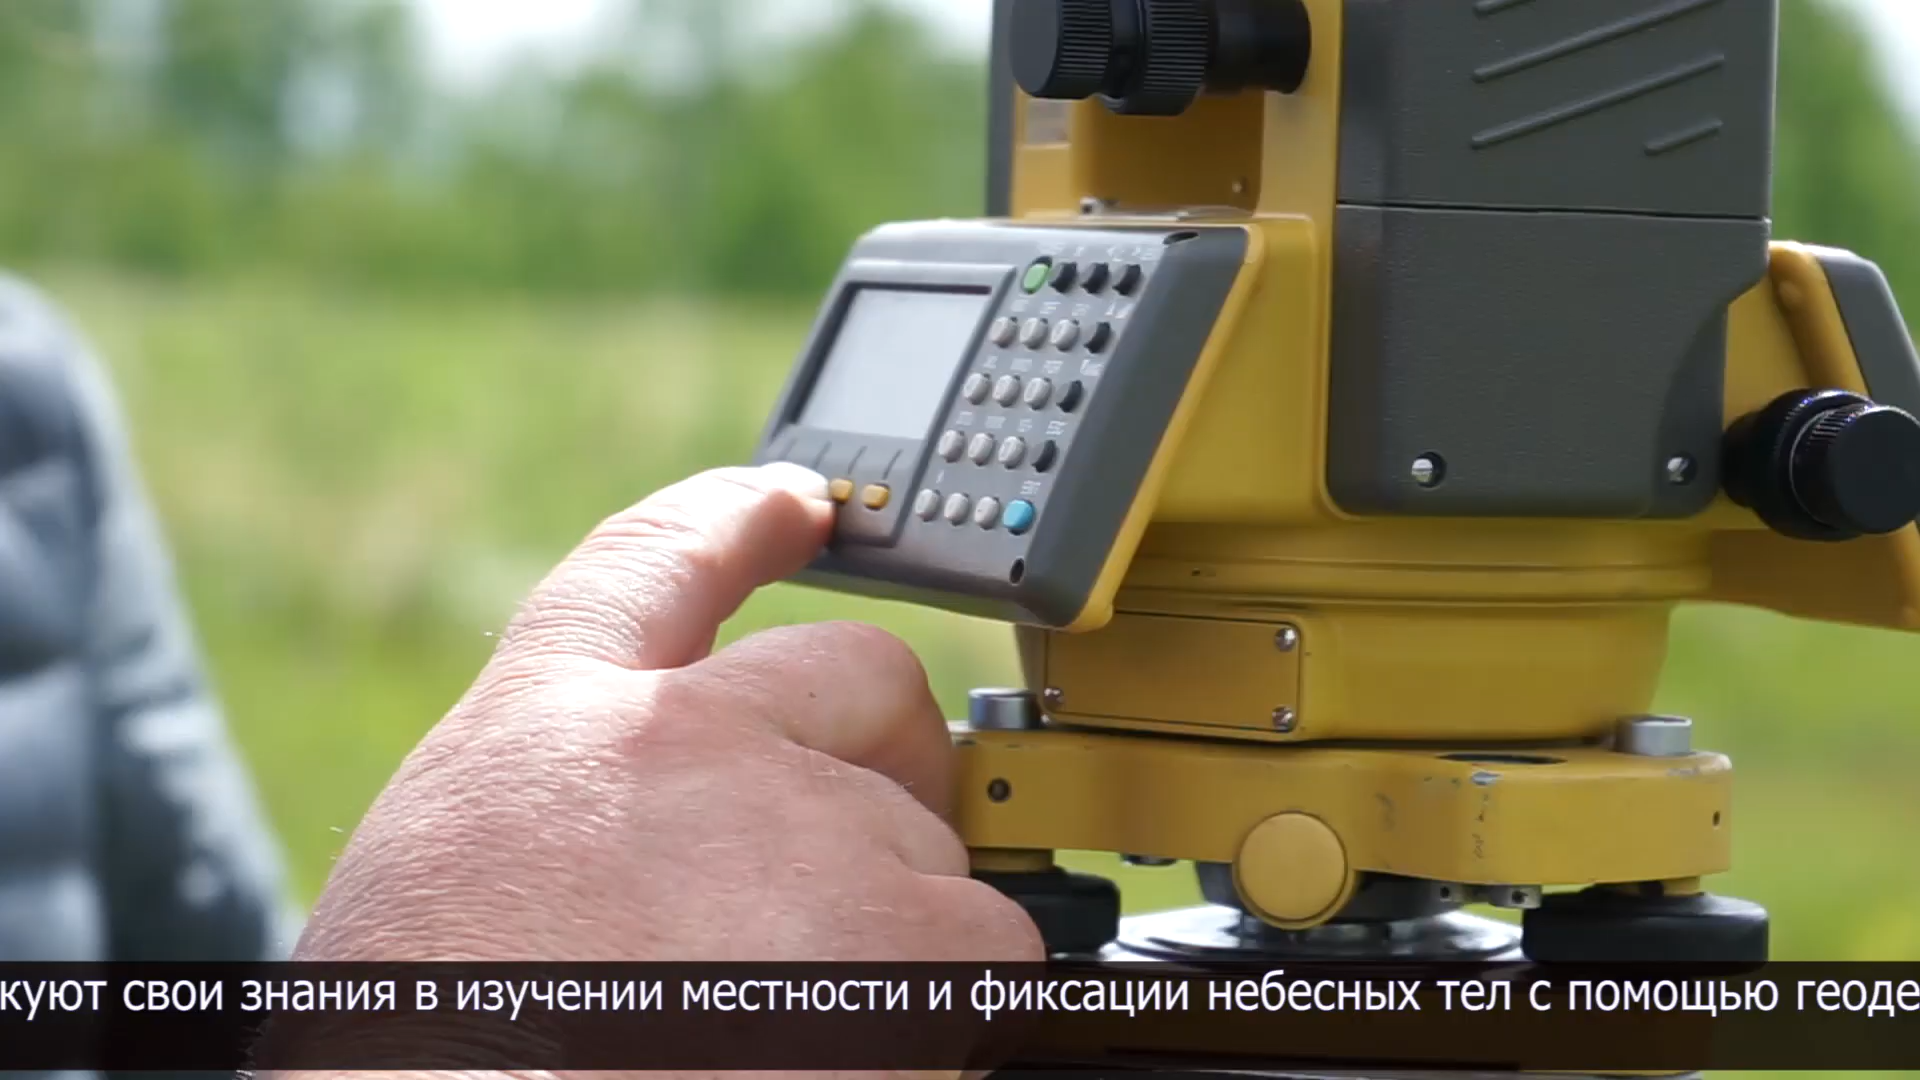 куют свои знания в изучении местности и фиксации небесных тел с помощью геоде